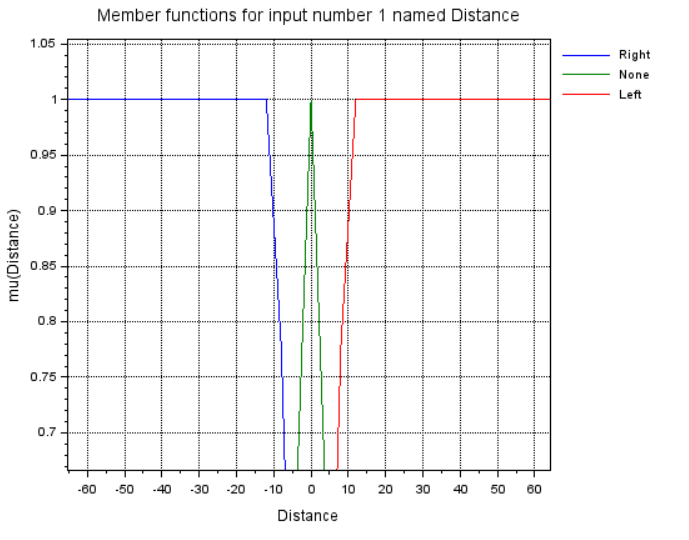 Member functions for input number 1 named Distance
1.05
1
0.95
0.9
0.85
0.8
0.75
0.7
mu(Distance)
-60 -50 -40 -30 -20 -10 0 10 20 30 40 50 60
Distance
Right
None
Left